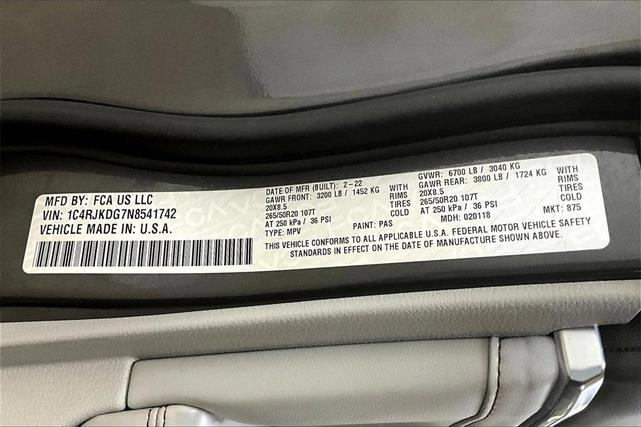 MFD BY: FCA US LLC
VIN: 1C4RJKDG7N8541742
VEHICLE MADE IN: U.S.A.
DATE OF MFR (BUILT): 2-22
GAWR FRONT: 3200 LB / 1452 KG WITH
20X8.5 RIMS
265/50R20 107T TIRES
AT 250 kPa / 36 PSI COLD
TYPE: MPV PAINT: PAS
GVWR: 6700 LB / 3040 KG
GAWR REAR: 3800 LB / 1724 KG WITH
20X8.5 RIMS
265/50R20 107T TIRES
AT 250 kPa / 36 PSI COLD
MDH: 020118 MKT: 875
THIS VEHICLE CONFORMS TO ALL APPLICABLE U.S.A. FEDERAL MOTOR VEHICLE SAFETY
STANDARDS IN EFFECT ON THE DATE OF MANUFACTURE SHOWN ABOVE.